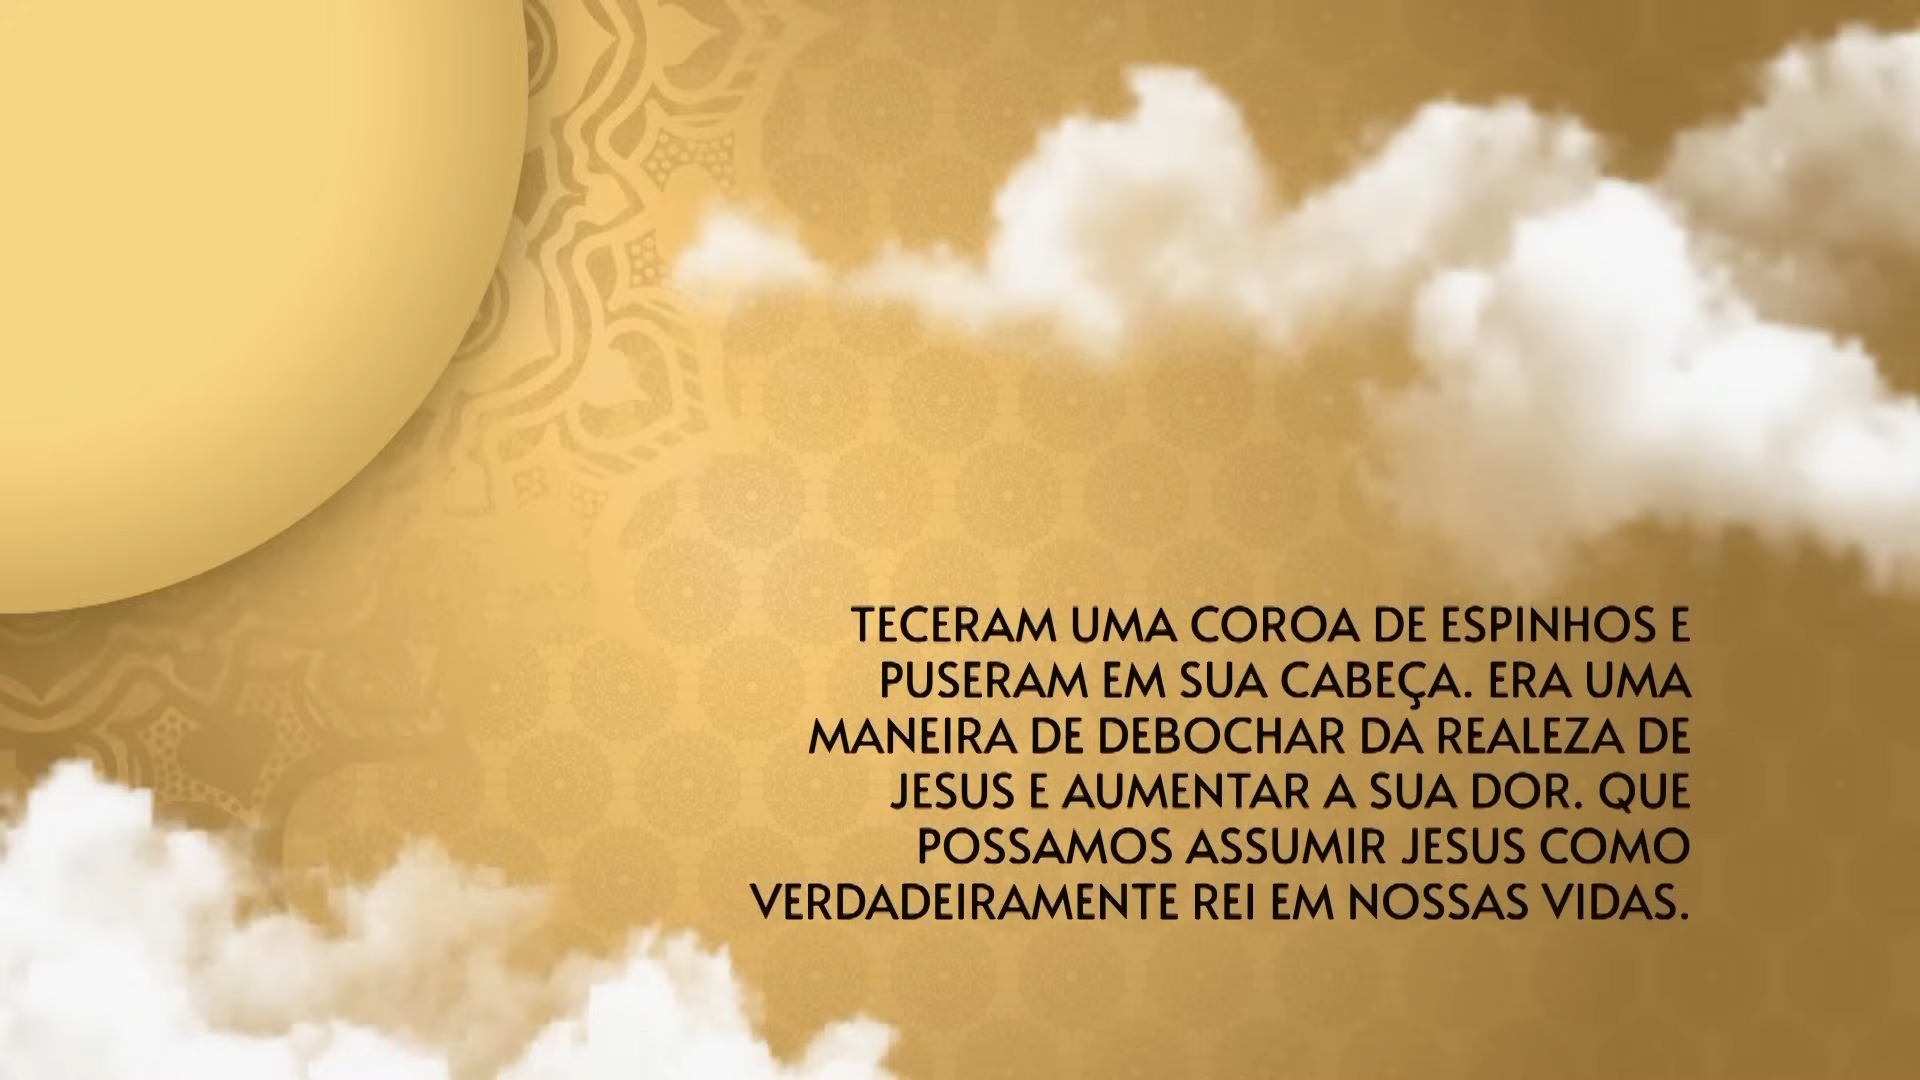 TECERAM UMA COROA DE ESPINHOS E
PUSERAM EM SUA CABEÇA. ERA UMA
MANEIRA DE DEBOCHAR DA REALEZA DE
JESUS E AUMENTAR A SUA DOR. QUE
POSSAMOS ASSUMIR JESUS COMO
VERDADEIRAMENTE REI EM NOSSAS VIDAS.